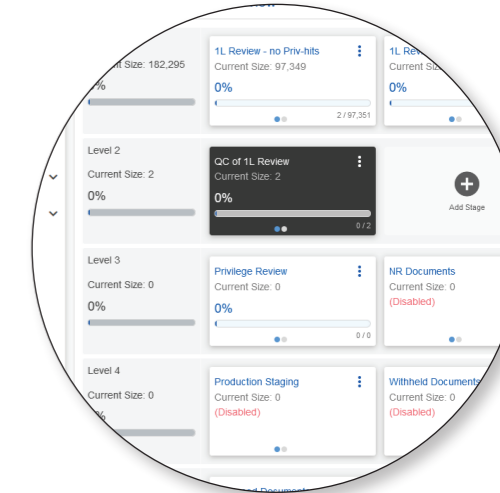 Size: 182,295
%
1L Review - no Priv-hits
Current Size: 97,349
0%
2 / 97,351
1L
Current
0%
Level 2
Current Size: 2
0%
QC of 1L Review
Current Size: 2
0%
0 / 2
Add Stage
Level 3
Current Size: 0
0%
Privilege Review
Current Size: 0
0%
0 / 0
NR Documents
Current Size: 0
(Disabled)
Level 4
Current Size: 0
%
Production Staging
Current Size: 0
(Disabled)
Withheld Documents
Current Size: 0
(Disabled)